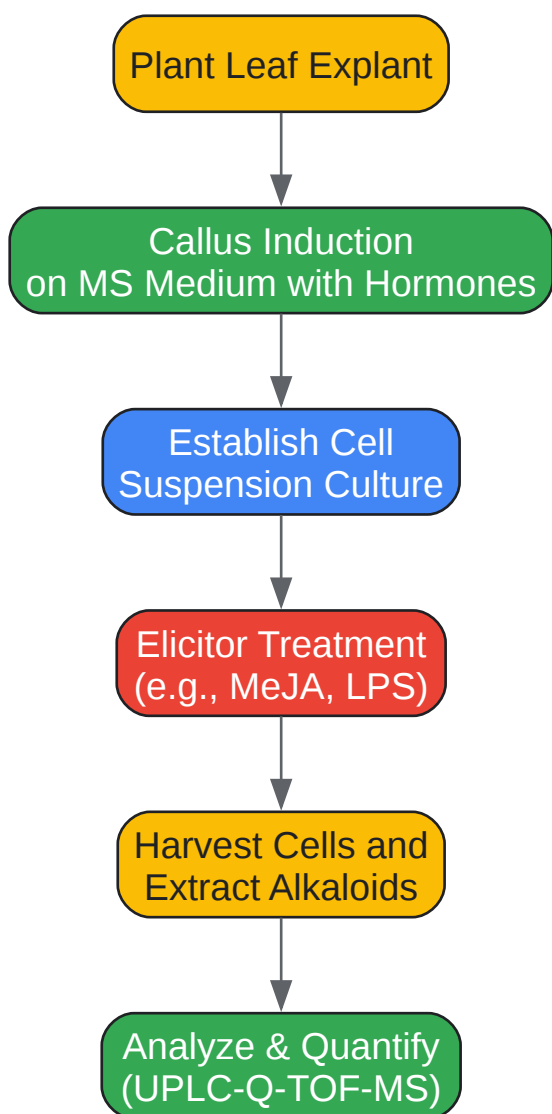 Plant Leaf Explant
Callus Induction
on MS Medium with Hormones
Establish Cell
Suspension Culture
Elicitor Treatment
(e.g., MeJA, LPS)
Harvest Cells and
Extract Alkaloids
Analyze & Quantify
(UPLC-Q-TOF-MS)